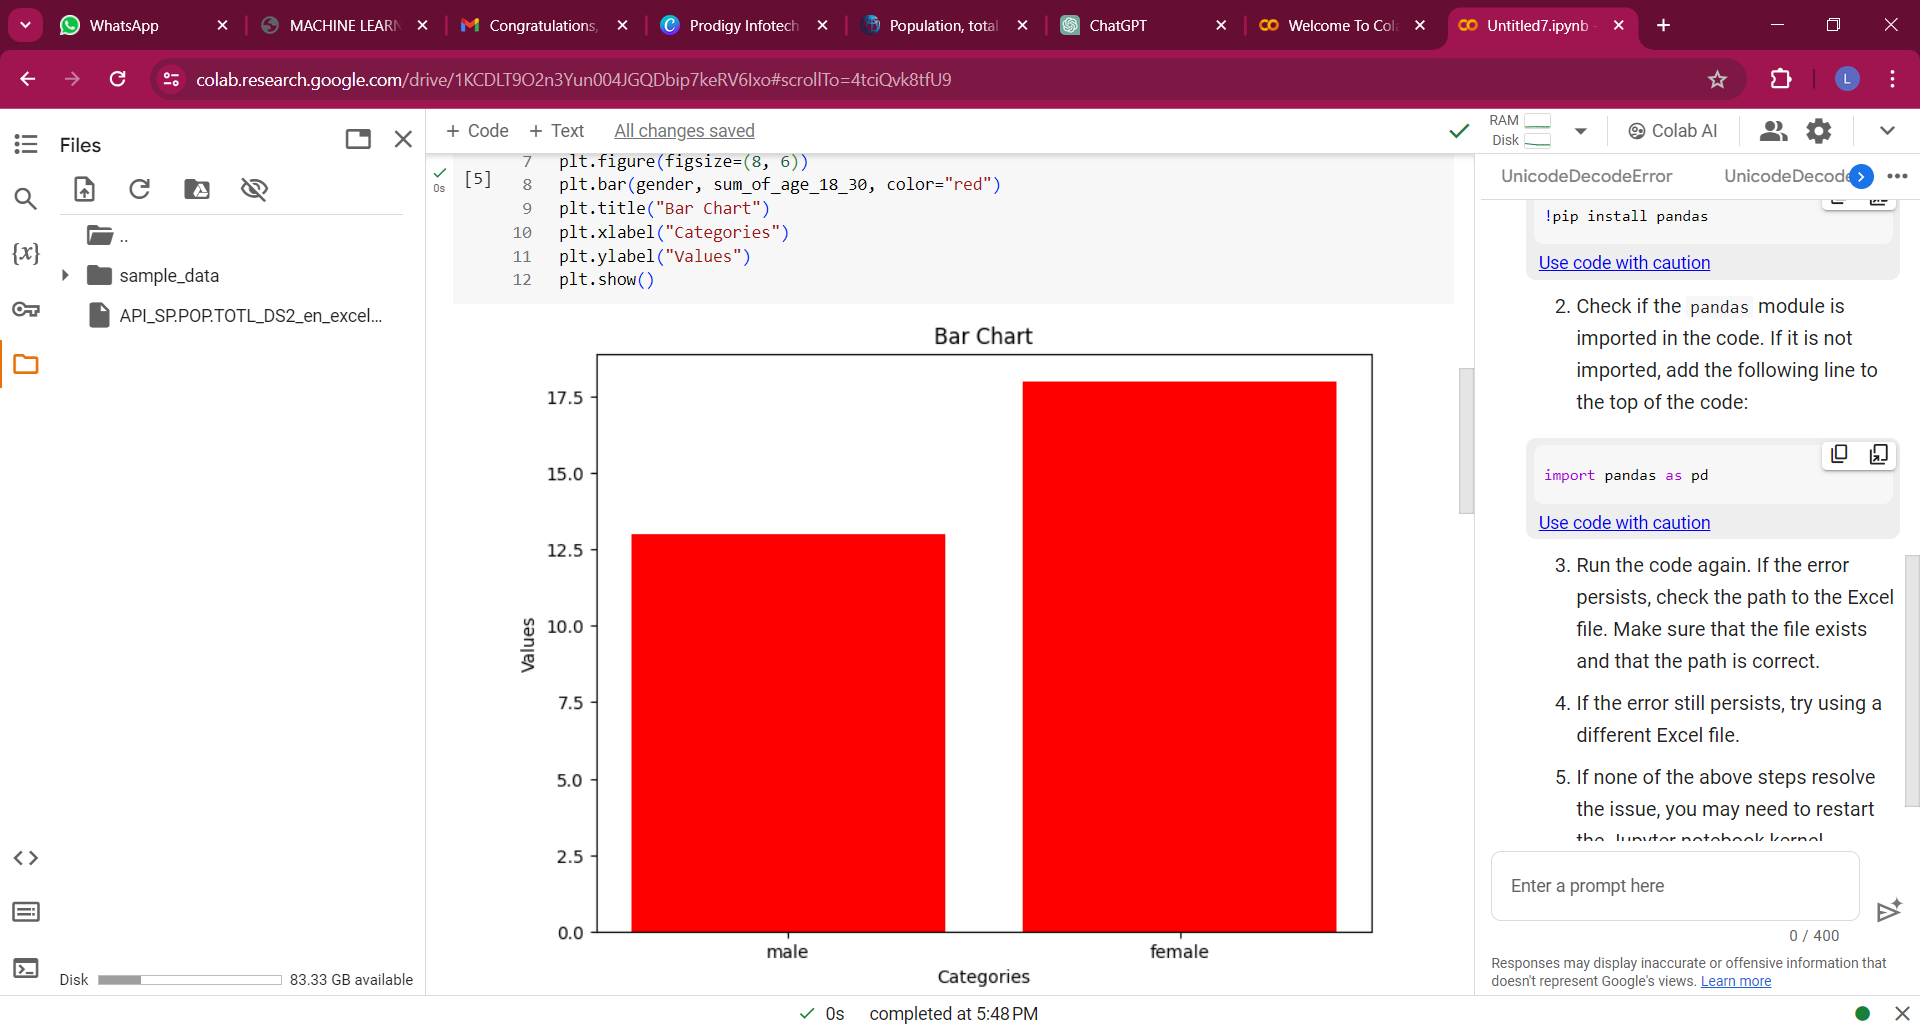 WhatsApp
MACHINE LEARN
Congratulations,
Prodigy Infotech
Population, total
ChatGPT
Welcome To Col
Untitled7.ipynb
colab.research.google.com/drive/1KCDLT9O2n3Yun004JGQDbip7keRV6Ixo#scrollTo=4tciQvk8tfU9
L
Files
..
sample_data
API_SP.POP.TOTL_DS2_en_excel...
{x}
Disk 83.33 GB available
+ Code + Text All changes saved
RAM
Disk
Colab AI
0s
[5]
7 plt.figure(figsize=(8, 6))
8 plt.bar(gender, sum_of_age_18_30, color="red")
9 plt.title("Bar Chart")
10 plt.xlabel("Categories")
11 plt.ylabel("Values")
12 plt.show()
Bar Chart
17.5
15.0
12.5
10.0
7.5
5.0
2.5
0.0
Values
male female
Categories
UnicodeDecodeError UnicodeDecode
!pip install pandas
Use code with caution
2. Check if the pandas module is
imported in the code. If it is not
imported, add the following line to
the top of the code:
import pandas as pd
Use code with caution
3. Run the code again. If the error
persists, check the path to the Excel
file. Make sure that the file exists
and that the path is correct.
4. If the error still persists, try using a
different Excel file.
5. If none of the above steps resolve
the issue, you may need to restart
the Jupyter notebook kernel
Enter a prompt here
0 / 400
Responses may display inaccurate or offensive information that
doesn't represent Google's views. Learn more
0s completed at 5:48 PM